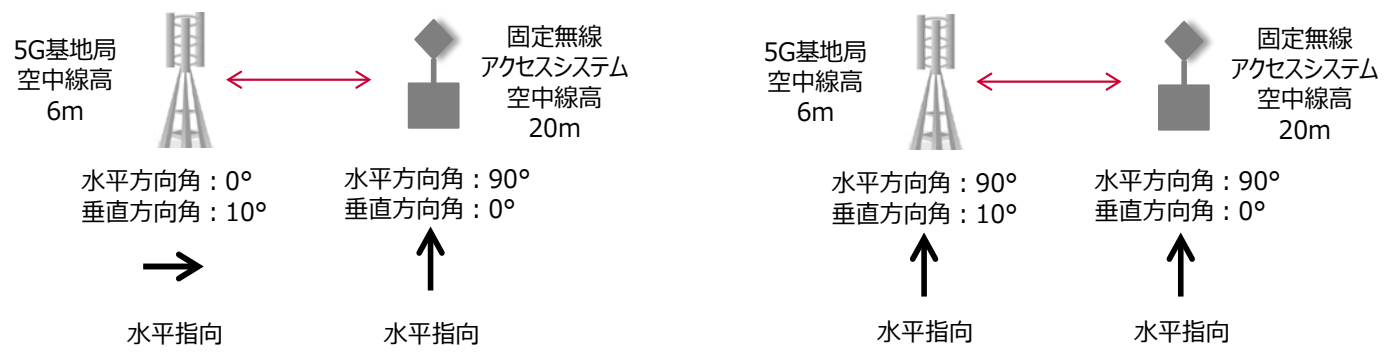 5G基地局
空中線高
6m
固定無線
アクセスシステム
空中線高
20m
水平方向角：0°
垂直方向角：10°
水平方向角：90°
垂直方向角：0°
水平指向
水平指向
5G基地局
空中線高
6m
固定無線
アクセスシステム
空中線高
20m
水平方向角：90°
垂直方向角：10°
水平方向角：90°
垂直方向角：0°
水平指向
水平指向